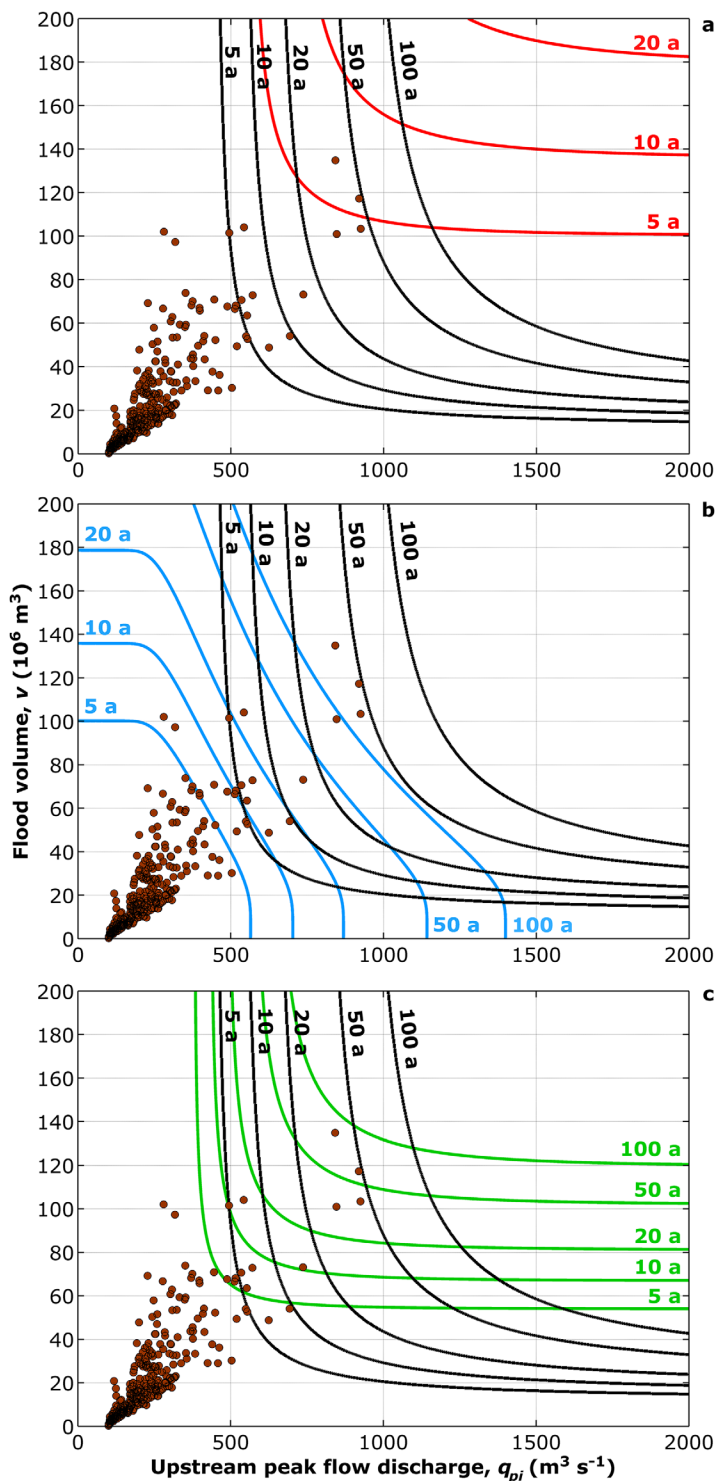 a
200
180
160
140
120
100
80
60
40
20
0
5 a
10 a
20 a
50 a
100 a
20 a
10 a
5 a
0
500
1000
1500
2000
b
200
180
160
140
120
100
80
60
40
20
0
20 a
10 a
5 a
5 a
10 a
20 a
50 a
100 a
50 a
100 a
0
500
1000
1500
2000
Flood volume, v (10⁶ m³)
c
200
180
160
140
120
100
80
60
40
20
0
5 a
10 a
20 a
50 a
100 a
100 a
50 a
20 a
10 a
5 a
0
500
1000
1500
2000
Upstream peak flow discharge, qₚᵢ (m³ s⁻¹)